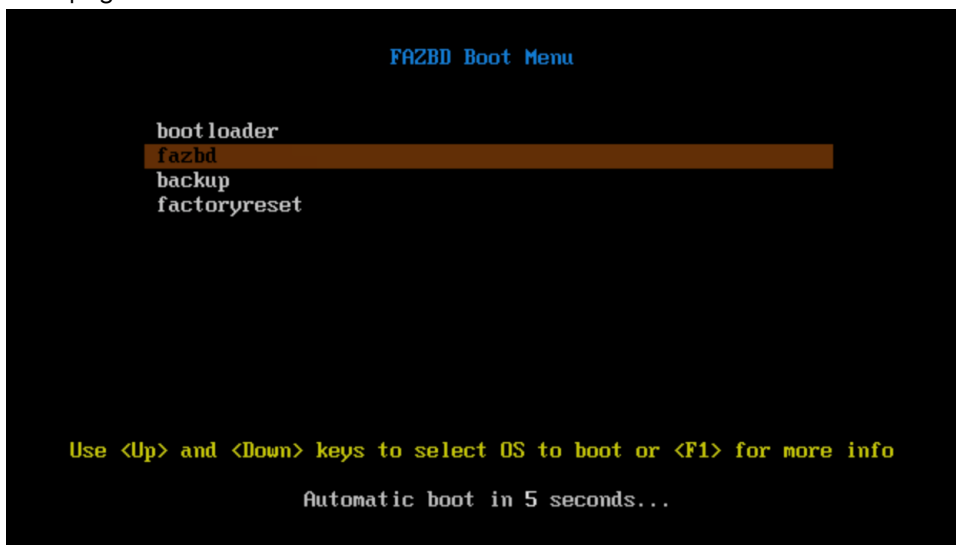 FAZBD Boot Menu
bootloader
fazbd
backup
factoryreset
Use <Up> and <Down> keys to select OS to boot or <F1> for more info
Automatic boot in 5 seconds...